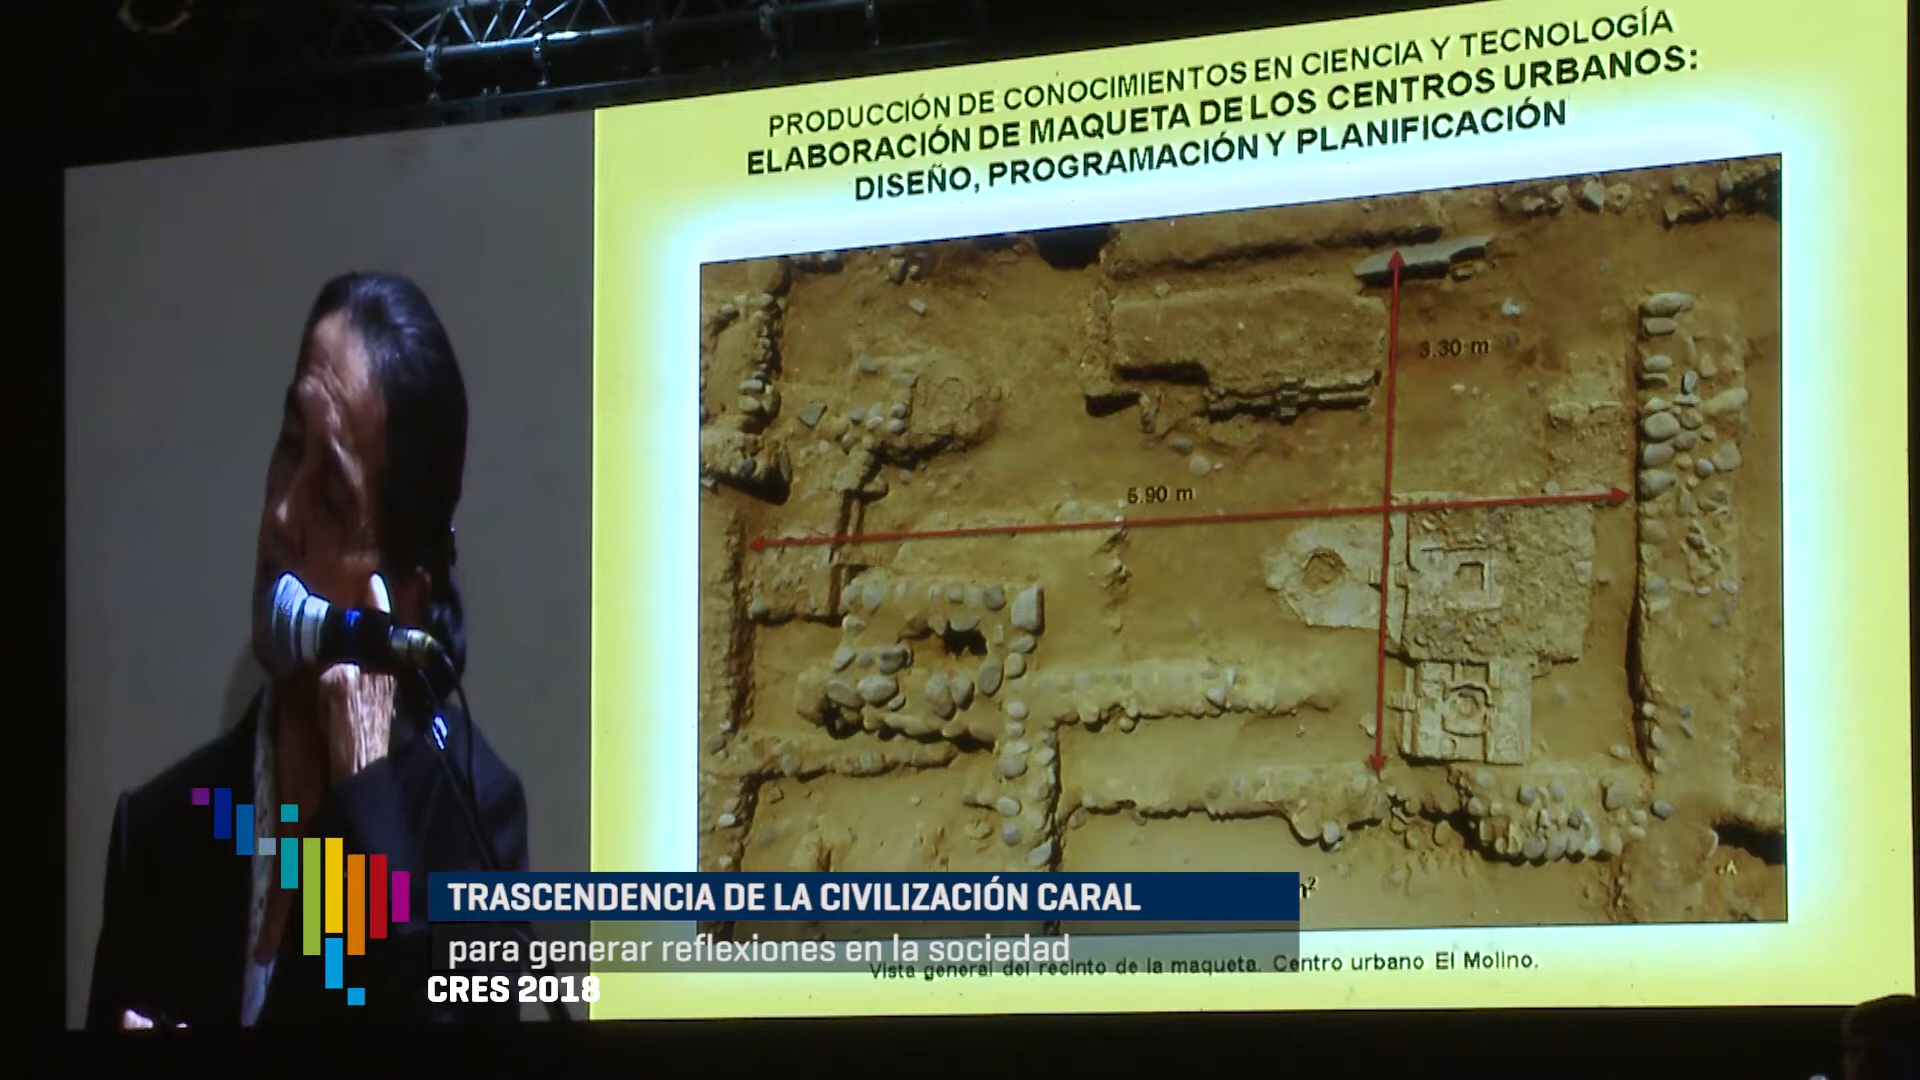 PRODUCCIÓN DE CONOCIMIENTOS EN CIENCIA Y TECNOLOGÍA
ELABORACIÓN DE MAQUETA DE LOS CENTROS URBANOS:
DISEÑO, PROGRAMACIÓN Y PLANIFICACIÓN
3.30 m
6.90 m
TRASCENDENCIA DE LA CIVILIZACIÓN CARAL
para generar reflexiones en la sociedad
Vista general del recinto de la maqueta. Centro urbano El Molino.
CRES 2018